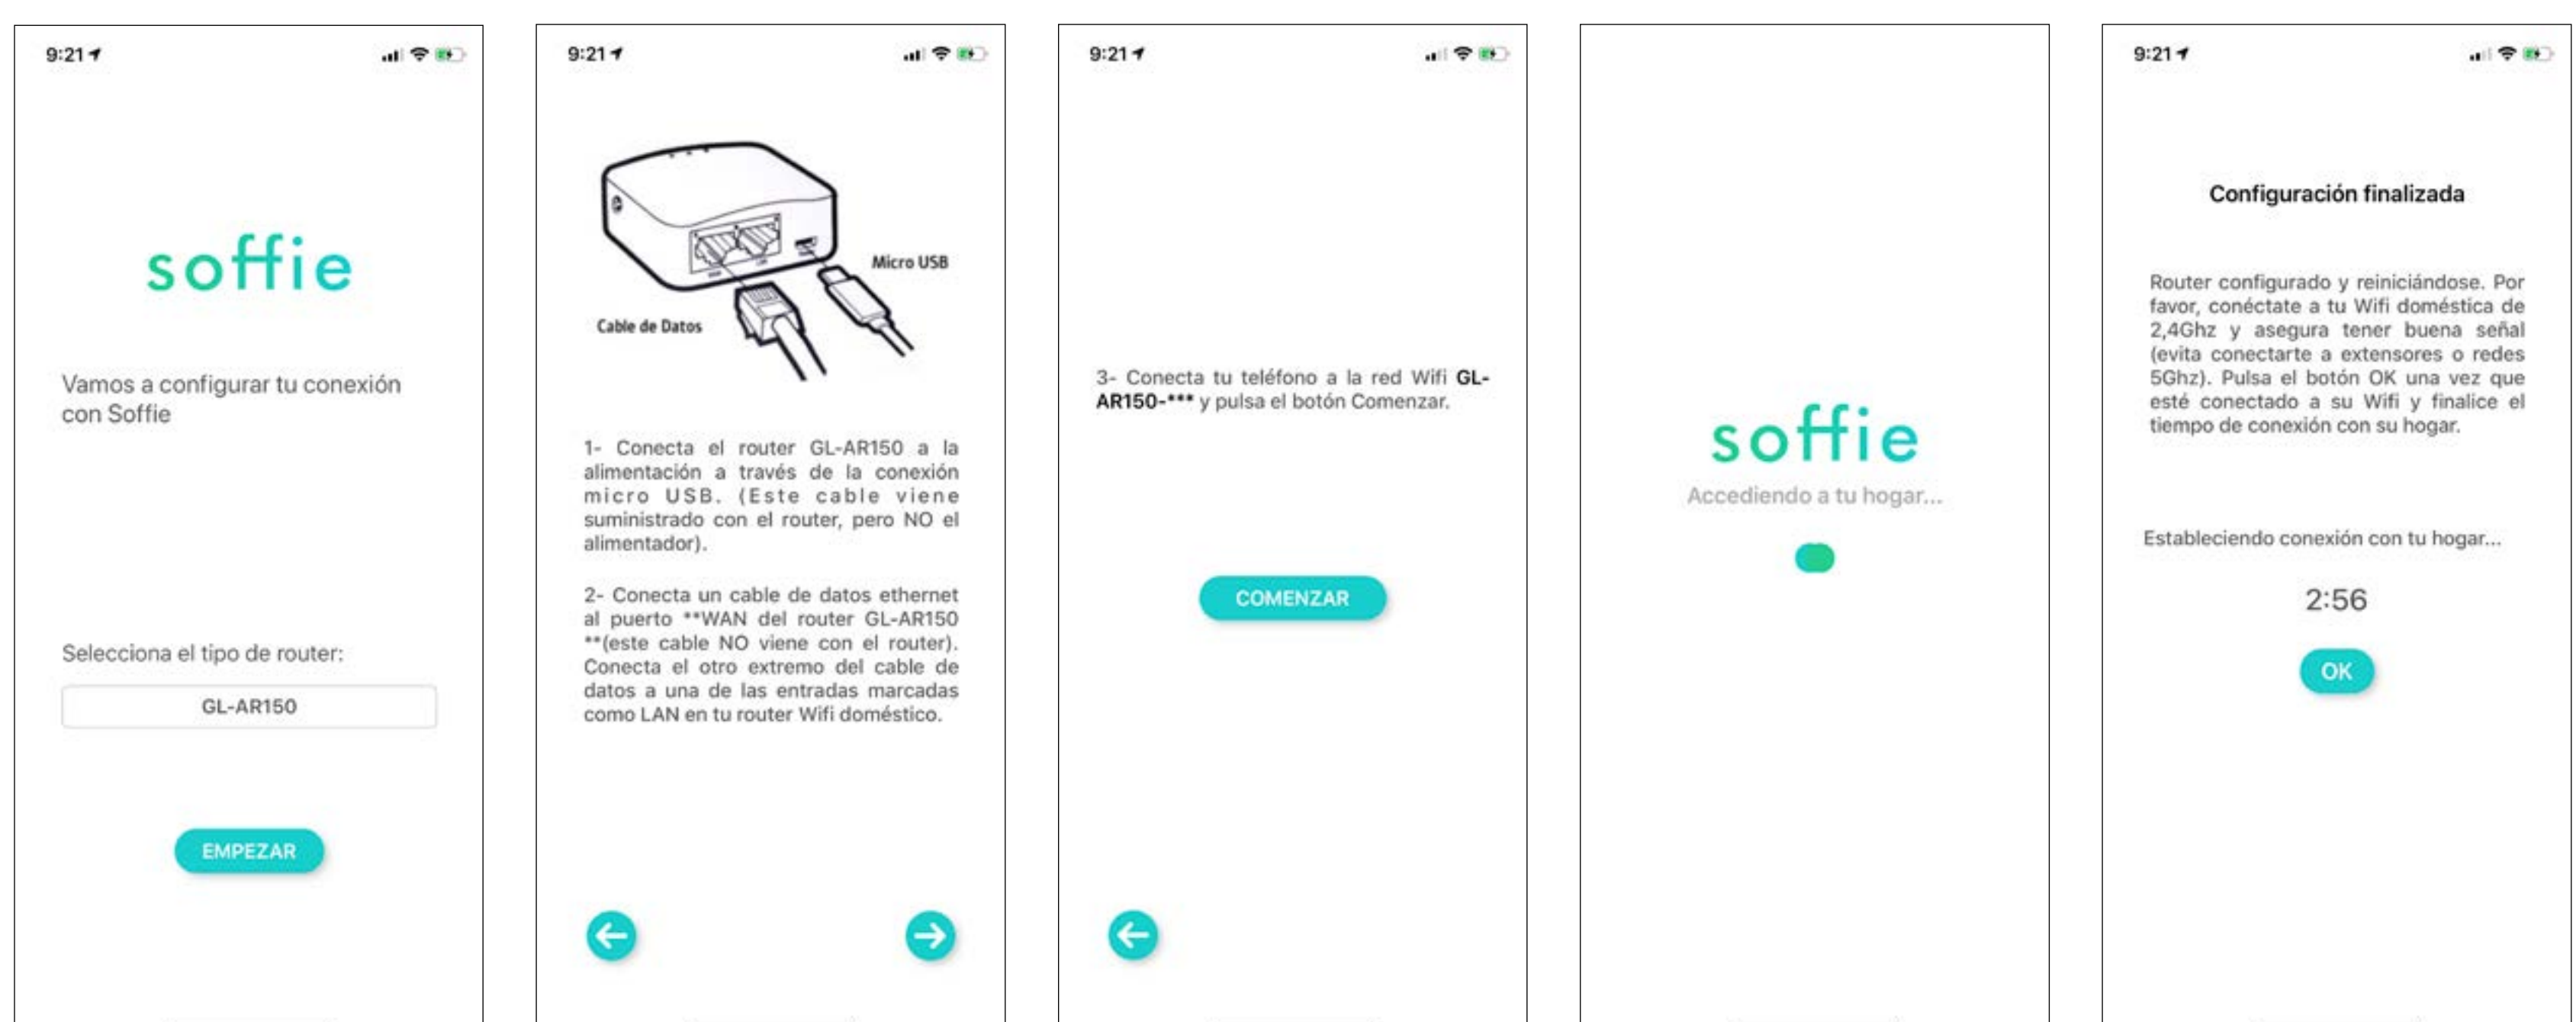 9:21
soffie
Vamos a configurar tu conexión
con Soffie
Selecciona el tipo de router:
GL-AR150
EMPEZAR
9:21
Micro USB
Cable de Datos
1- Conecta el router GL-AR150 a la
alimentación a través de la conexión
micro USB. (Este cable viene
suministrado con el router, pero NO el
alimentador).
2- Conecta un cable de datos ethernet
al puerto **WAN del router GL-AR150
**(este cable NO viene con el router).
Conecta el otro extremo del cable de
datos a una de las entradas marcadas
como LAN en tu router Wifi doméstico.
9:21
3- Conecta tu teléfono a la red Wifi GL-
AR150-*** y pulsa el botón Comenzar.
COMENZAR
soffie
Accediendo a tu hogar...
9:21
Configuración finalizada
Router configurado y reiniciándose. Por
favor, conéctate a tu Wifi doméstica de
2,4Ghz y asegura tener buena señal
(evita conectarte a extensores o redes
5Ghz). Pulsa el botón OK una vez que
esté conectado a su Wifi y finalice el
tiempo de conexión con su hogar.
Estableciendo conexión con tu hogar...
2:56
OK